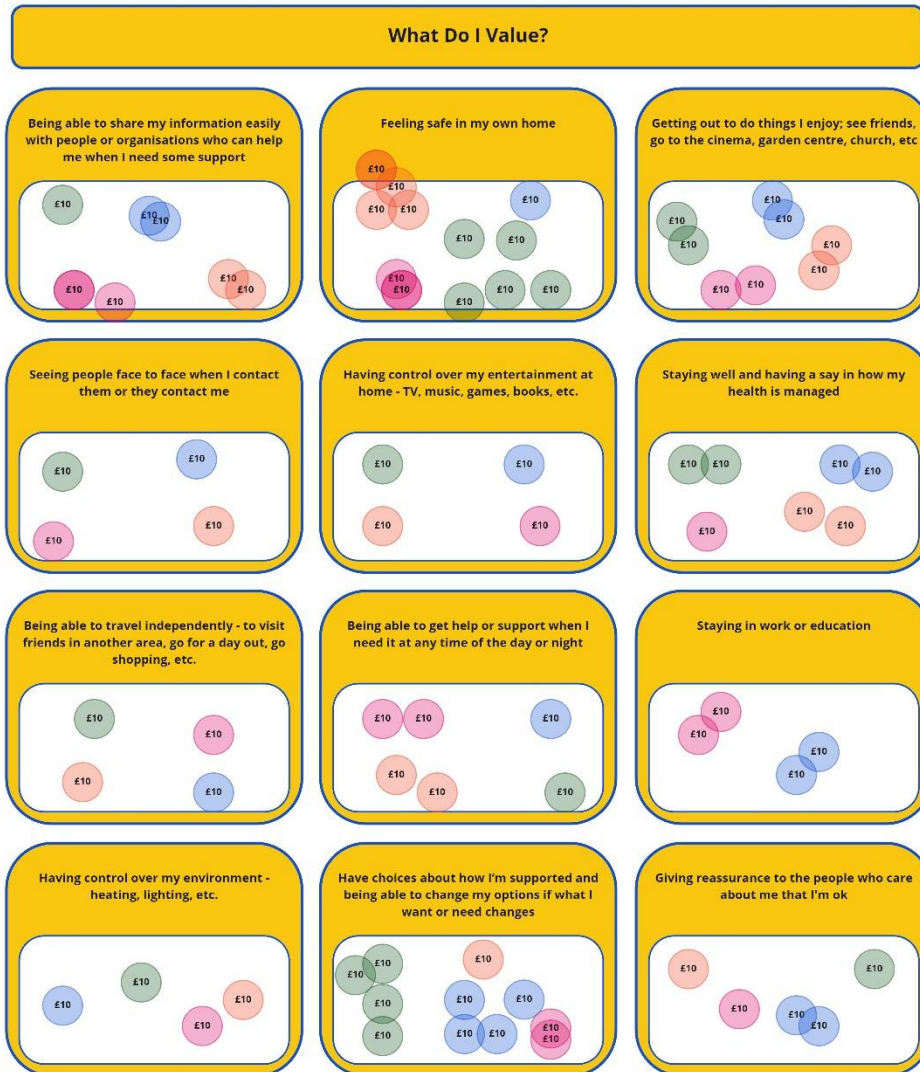 What Do I Value?
Being able to share my information easily
with people or organisations who can help
me when I need some support
£10
£10
£10
£10
£10
£10
£10
Feeling safe in my own home
£10
£10
£10
£10
£10
£10
£10
£10
£10
£10
£10
£10
Getting out to do things I enjoy; see friends,
go to the cinema, garden centre, church, etc
£10
£10
£10
£10
£10
£10
£10
£10
Seeing people face to face when I contact
them or they contact me
£10
£10
£10
£10
Having control over my entertainment at
home - TV, music, games, books, etc.
£10
£10
£10
£10
Staying well and having a say in how my
health is managed
£10
£10
£10
£10
£10
£10
£10
Being able to travel independently - to visit
friends in another area, go for a day out, go
shopping, etc.
£10
£10
£10
£10
Being able to get help or support when I
need it at any time of the day or night
£10
£10
£10
£10
£10
£10
Staying in work or education
£10
£10
£10
£10
Having control over my environment -
heating, lighting, etc.
£10
£10
£10
£10
Have choices about how I'm supported and
being able to change my options if what I
want or need changes
£10
£10
£10
£10
£10
£10
£10
£10
£10
£10
£10
Giving reassurance to the people who care
about me that I'm ok
£10
£10
£10
£10
£10